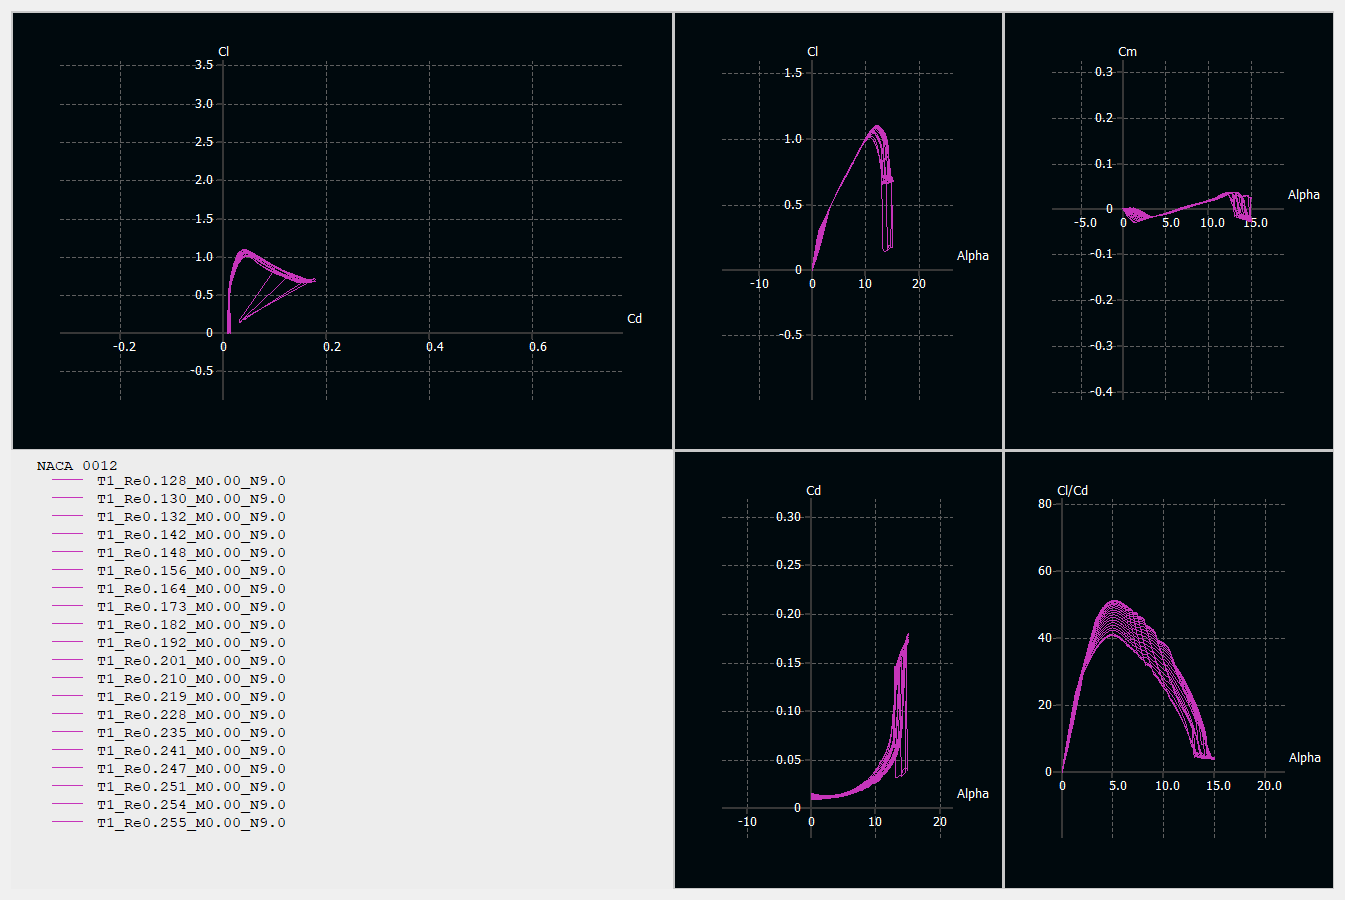 Cl
3.5
3.0
2.5
2.0
1.5
1.0
0.5
0
-0.5
-0.2 0 0.2 0.4 0.6
Cd
Cl
1.5
1.0
0.5
0
-0.5
-10 0 10 20
Alpha
Cm
0.3
0.2
0.1
0
-0.1
-0.2
-0.3
-0.4
-5.0 0 5.0 10.0 15.0
Alpha
NACA 0012
T1_Re0.128_M0.00_N9.0
T1_Re0.130_M0.00_N9.0
T1_Re0.132_M0.00_N9.0
T1_Re0.142_M0.00_N9.0
T1_Re0.148_M0.00_N9.0
T1_Re0.156_M0.00_N9.0
T1_Re0.164_M0.00_N9.0
T1_Re0.173_M0.00_N9.0
T1_Re0.182_M0.00_N9.0
T1_Re0.192_M0.00_N9.0
T1_Re0.201_M0.00_N9.0
T1_Re0.210_M0.00_N9.0
T1_Re0.219_M0.00_N9.0
T1_Re0.228_M0.00_N9.0
T1_Re0.235_M0.00_N9.0
T1_Re0.241_M0.00_N9.0
T1_Re0.247_M0.00_N9.0
T1_Re0.251_M0.00_N9.0
T1_Re0.254_M0.00_N9.0
T1_Re0.255_M0.00_N9.0
Cd
0.30
0.25
0.20
0.15
0.10
0.05
0
-10 0 10 20
Alpha
Cl/Cd
80
60
40
20
0
0 5.0 10.0 15.0 20.0
Alpha